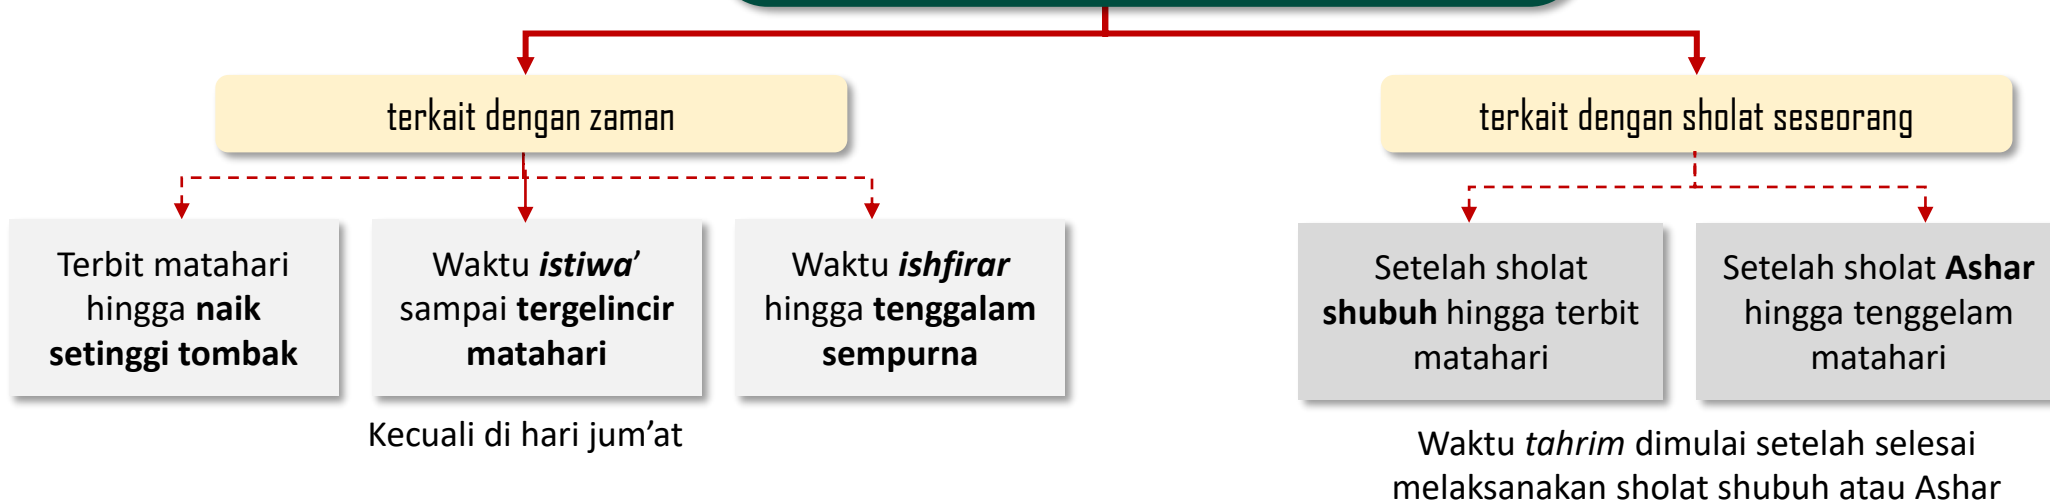 terkait dengan zaman
terkait dengan sholat seseorang
Terbit matahari
hingga naik
setinggi tombak
Waktu istiwa’
sampai tergelincir
matahari
Waktu ishfirar
hingga tenggalam
sempurna
Setelah sholat
shubuh hingga terbit
matahari
Setelah sholat Ashar
hingga tenggelam
matahari
Kecuali di hari jum’at
Waktu tahrim dimulai setelah selesai
melaksanakan sholat shubuh atau Ashar